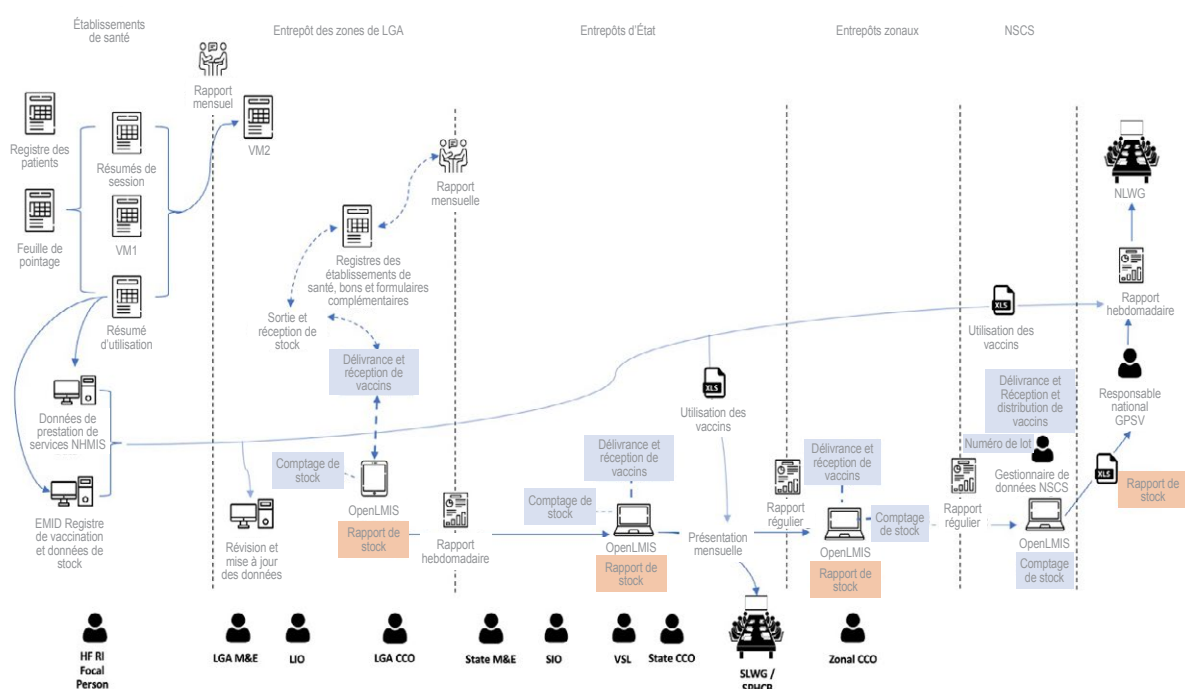 Établissements
de santé
Entrepôt des zones de LGA
Entrepôts d'État
Entrepôts zonaux
NSCS
Rapport
mensuel
VM2
Registre des
patients
Résumés de
session
Feuille de
pointage
VM1
Résumé
d'utilisation
Données de
prestation de
services NHMIS
EMID Registre
de vaccination
et données de
stock
Rapport
mensuelle
Registres des
établissements de
santé, bons et formulaires
complémentaires
Sortie et
réception de
stock
Délivrance et
réception de
vaccins
Comptage de
stock
OpenLMIS
Rapport de
stock
Révision et
mise à jour
des données
Rapport
hebdomadaire
Délivrance et
réception de
vaccins
Comptage de
stock
OpenLMIS
Rapport de
stock
XLS
Utilisation des
vaccins
Présentation
mensuelle
Rapport
régulier
Délivrance et
réception de
vaccins
Comptage
de stock
OpenLMIS
Rapport de
stock
XLS
Utilisation des
vaccins
Rapport
régulier
Délivrance et
Réception et
distribution de
vaccins
Numéro de lot
Gestionnaire de
données NSCS
OpenLMIS
Comptage
de stock
NLWG
Rapport
hebdomadaire
Responsable
national
GPSV
XLS
Rapport de
stock
HF RI
Focal
Person
LGA M&E
LIO
LGA CCO
State M&E
SIO
VSL
State CCO
SLWG /
SPHCB
Zonal CCO